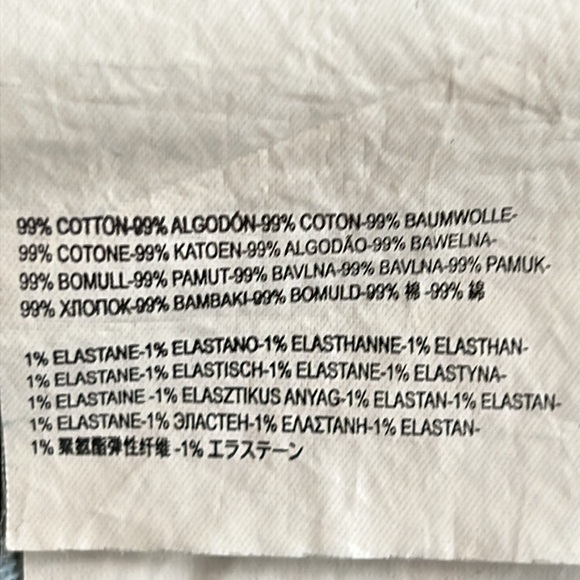 99% COTTON-99% ALGODÓN-99% COTON-99% BAUMWOLLE-
99% COTONE-99% KATOEN-99% ALGODÃO-99% BAWELNA-
99% BOMULL-99% PAMUT-99% BAVLNA-99% BAVLNA-99% PAMUK-
99% ХЛОПОК-99% BAMBAKI-99% BOMULD-99% 棉 -99% 綿
1% ELASTANE-1% ELASTANO-1% ELASTHANNE-1% ELASTHAN-
1% ELASTANE-1% ELASTISCH-1% ELASTANE-1% ELASTYNA-
1% ELASTAINE -1% ELASZTIKUS ANYAG-1% ELASTAN-1% ELASTAN-
1% ELASTANE-1% ЭЛАСТЕН-1% ΕΛΑΣΤΑΝΗ-1% ELASTAN-
1% 聚氨酯弹性纤维 -1% エラステーン